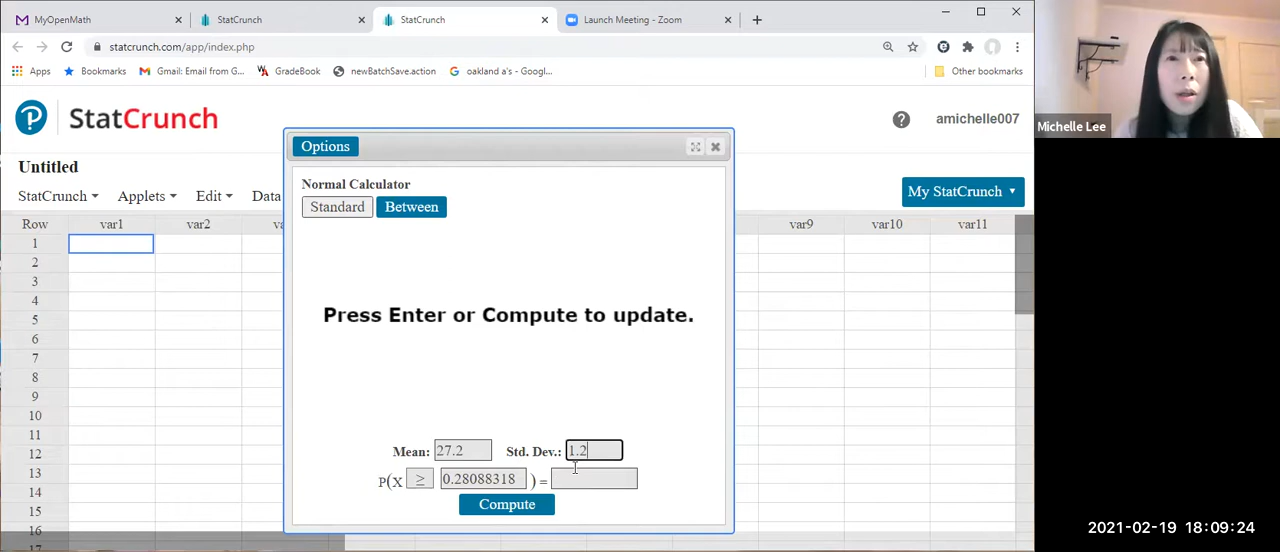 MyOpenMath
StatCrunch
StatCrunch
Launch Meeting - Zoom
statcrunch.com/app/index.php
Apps
Bookmarks
Gmail: Email from G...
GradeBook
newBatchSave.action
oakland a's - Googl...
Other bookmarks
StatCrunch
amichelle007
Untitled
StatCrunch
Applets
Edit
Data
My StatCrunch
Row var1 var2 va var9 var10 var11
1
2
3
4
5
6
7
8
9
10
11
12
13
14
15
16
17
Options
Normal Calculator
Standard Between
Press Enter or Compute to update.
Mean: 27.2 Std. Dev.: 1.2
P(X ≥ 0.28088318 ) =
Compute
Michelle Lee
2021-02-19 18:09:24